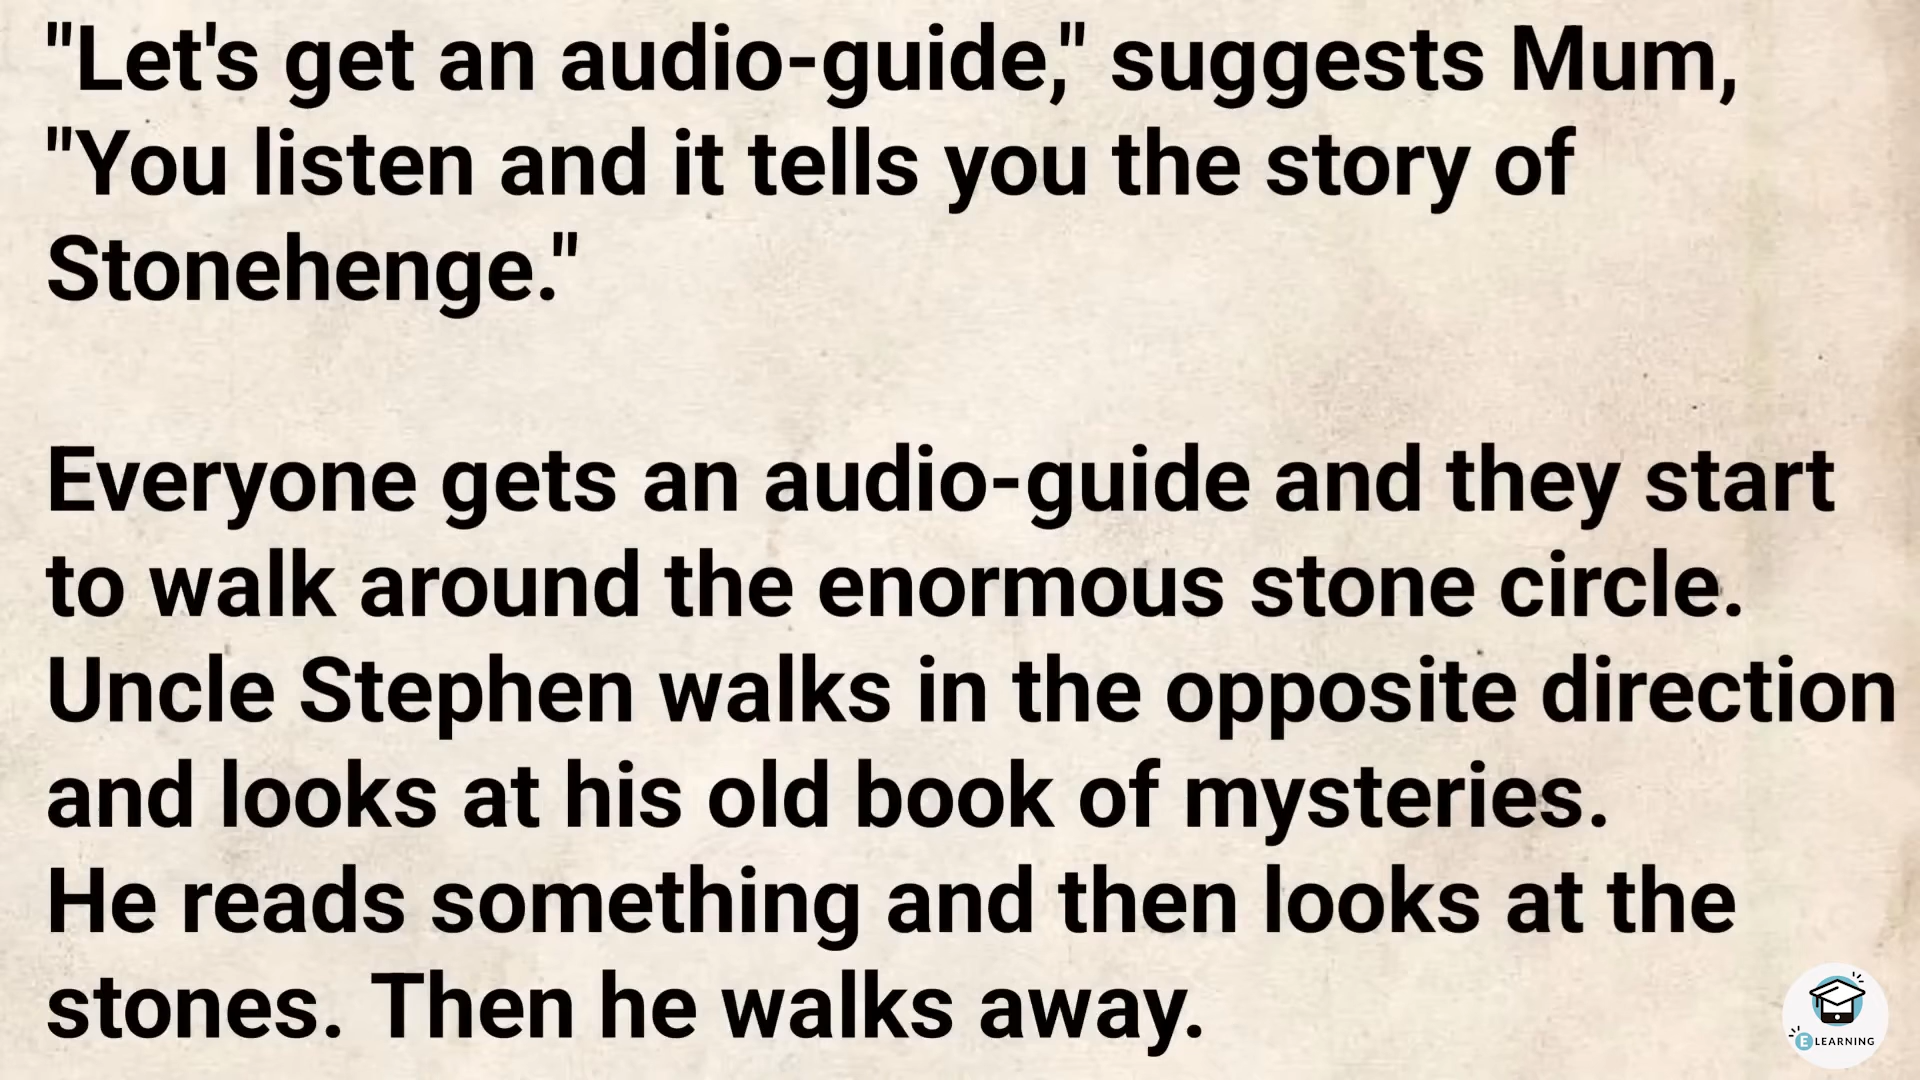 "Let's get an audio-guide," suggests Mum,
"You listen and it tells you the story of
Stonehenge."
Everyone gets an audio-guide and they start
to walk around the enormous stone circle.
Uncle Stephen walks in the opposite direction
and looks at his old book of mysteries.
He reads something and then looks at the
stones. Then he walks away.
E LEARNING